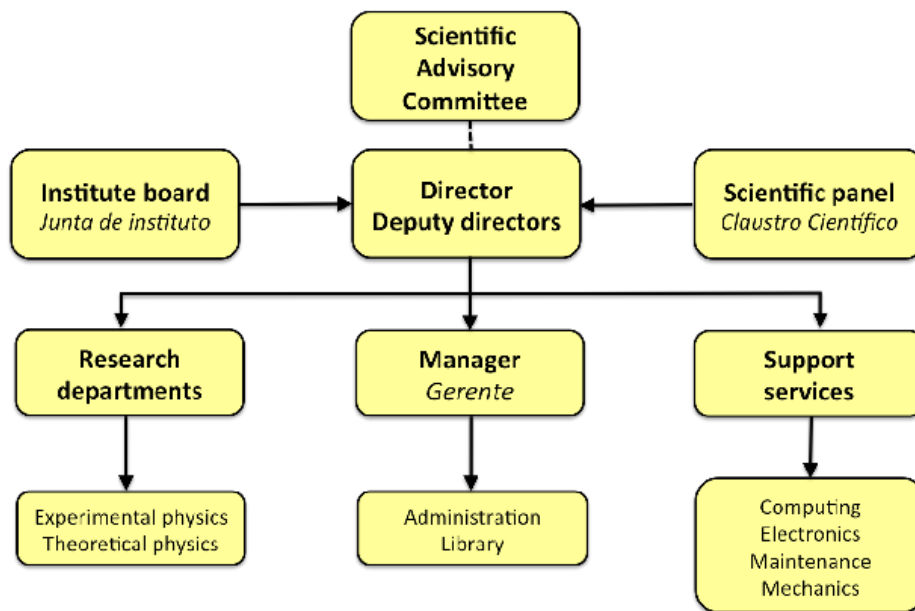 Scientific
Advisory
Committee
Institute board
Junta de instituto
Director
Deputy directors
Scientific panel
Claustro Científico
Research
departments
Manager
Gerente
Support
services
Experimental physics
Theoretical physics
Administration
Library
Computing
Electronics
Maintenance
Mechanics